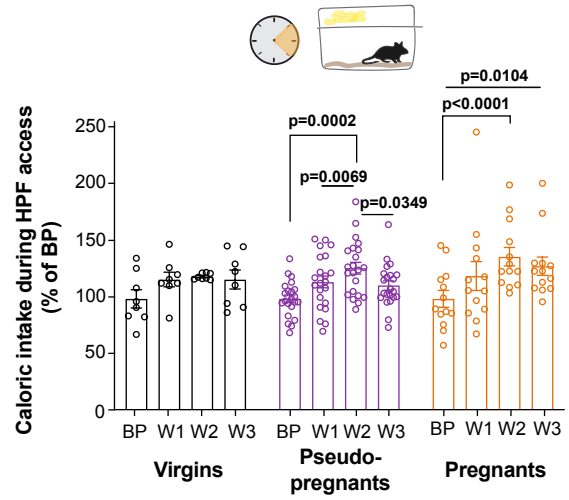 p=0.0104
p<0.0001
p=0.0002
p=0.0069
p=0.0349
Caloric intake during HPF access
(% of BP)
250
200
150
100
50
0
BP W1 W2 W3 BP W1 W2 W3 BP W1 W2 W3
Virgins
Pseudo-
pregnants
Pregnants